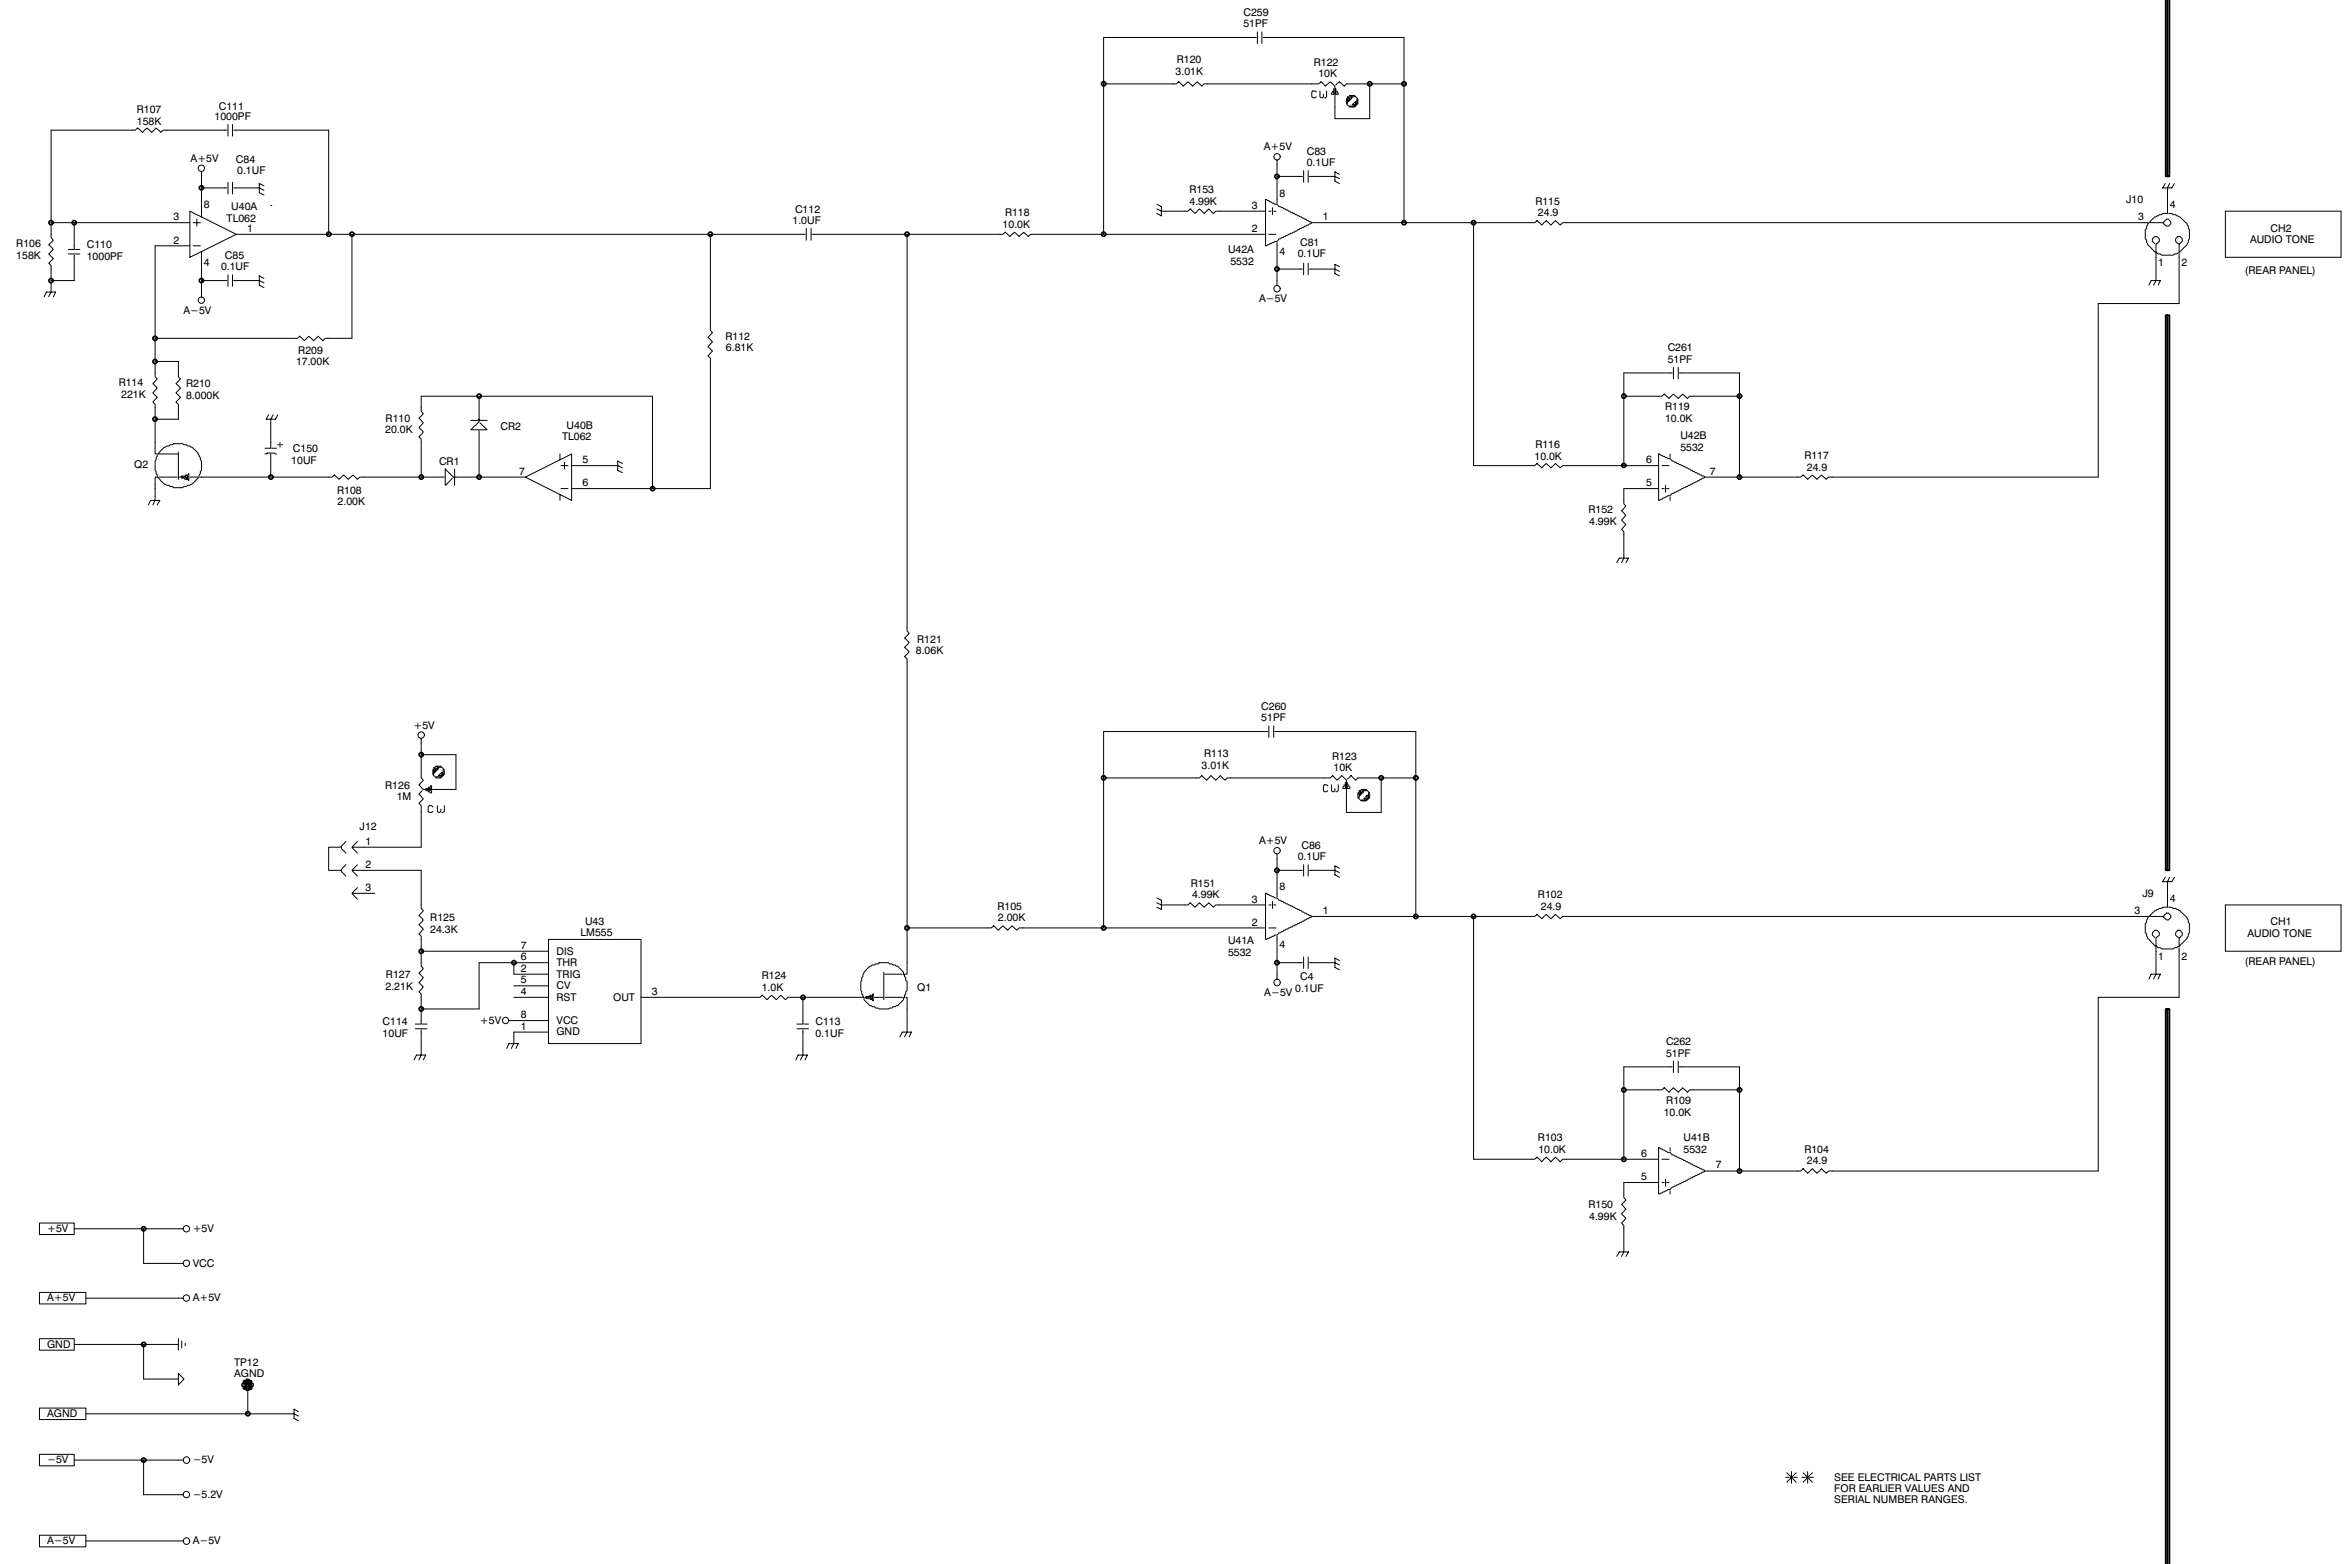 C259
51PF
R120
3.01K
R122
10K
CW
R107
158K
C111
1000PF
A+5V
C84
0.1UF
8
U40A
TL062
3
+
2
−
1
4
R106
158K
C110
1000PF
C85
0.1UF
A−5V
C112
1.0UF
R118
10.0K
A+5V
C83
0.1UF
R153
4.99K
8
3
+
2
−
1
U42A
5532
4
C81
0.1UF
A−5V
R115
24.9
J10
4
3
1
2
CH2
AUDIO TONE
(REAR PANEL)
R209
17.00K
R112
6.81K
R114
221K
R210
8.000K
C261
51PF
R119
10.0K
U42B
5532
R116
10.0K
6
−
5
+
7
R117
24.9
R152
4.99K
Q2
+
C150
10UF
R110
20.0K
CR2
U40B
TL062
CR1
7
+
5
−
6
R108
2.00K
R121
8.06K
+5V
R126
1M
CW
J12
1
2
3
R125
24.3K
R127
2.21K
C114
10UF
U43
LM555
7
DIS
6
THR
2
TRIG
5
CV
4
RST
OUT
3
+5V
8
VCC
1
GND
R124
1.0K
C113
0.1UF
Q1
C260
51PF
R113
3.01K
R123
10K
CW
A+5V
C86
0.1UF
R151
4.99K
8
R105
2.00K
3
+
2
−
1
U41A
5532
4
C4
0.1UF
A−5V
R102
24.9
J9
4
3
1
2
CH1
AUDIO TONE
(REAR PANEL)
C262
51PF
R109
10.0K
U41B
5532
R103
10.0K
6
−
5
+
7
R104
24.9
R150
4.99K
+5V
+5V
VCC
A+5V
A+5V
GND
TP12
AGND
AGND
−5V
−5V
−5.2V
A−5V
A−5V
** SEE ELECTRICAL PARTS LIST
FOR EARLIER VALUES AND
SERIAL NUMBER RANGES.